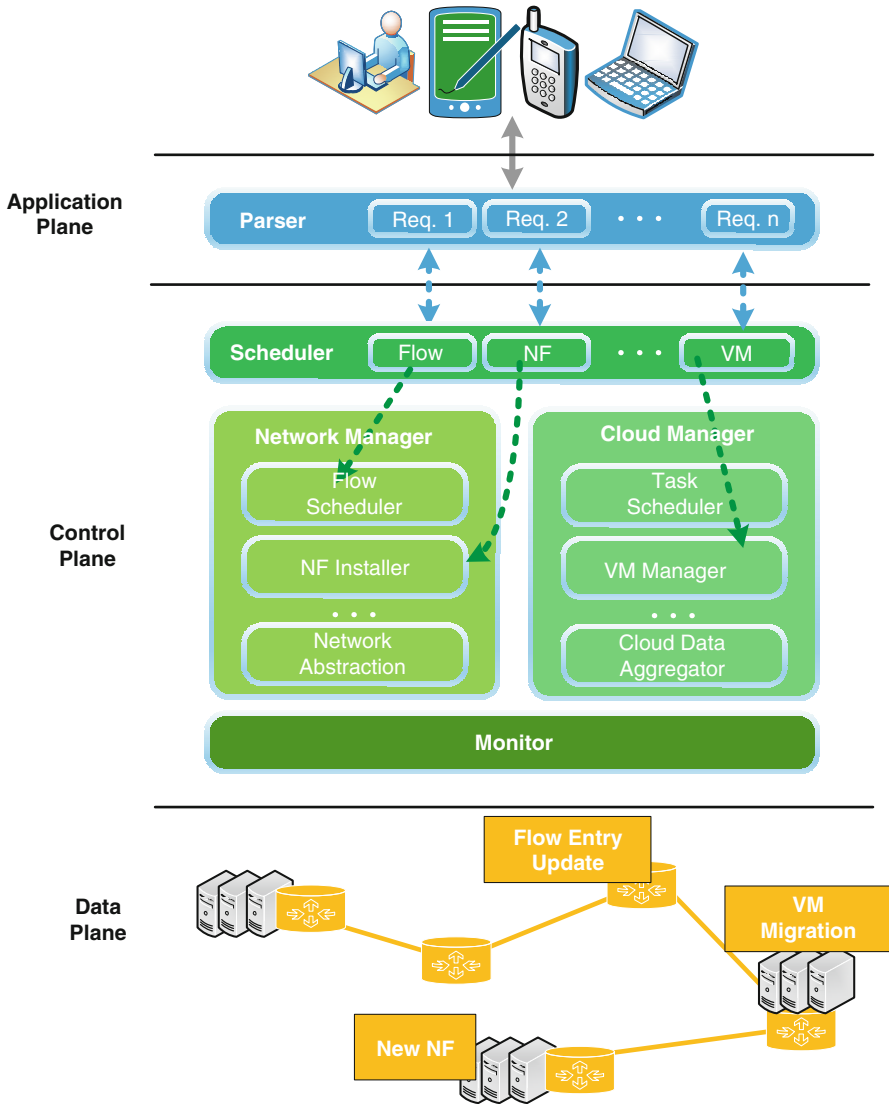 Application
Plane
Parser
Req. 1
Req. 2
. . .
Req. n
Scheduler
Flow
NF
. . .
VM
Control
Plane
Network Manager
Flow
Scheduler
NF Installer
. . .
Network
Abstraction
Cloud Manager
Task
Scheduler
VM Manager
. . .
Cloud Data
Aggregator
Monitor
Data
Plane
Flow Entry
Update
VM
Migration
New NF